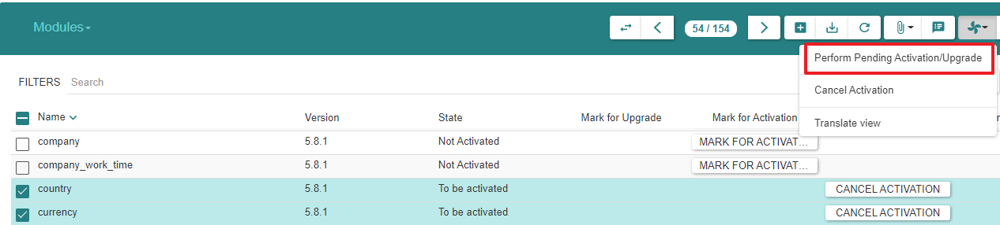 Modules
54 / 154
Perform Pending Activation/Upgrade
Cancel Activation
Translate view
FILTERS Search
Name Version State Mark for Upgrade Mark for Activation
company 5.8.1 Not Activated MARK FOR ACTIVAT...
company_work_time 5.8.1 Not Activated MARK FOR ACTIVAT...
country 5.8.1 To be activated CANCEL ACTIVATION
currency 5.8.1 To be activated CANCEL ACTIVATION